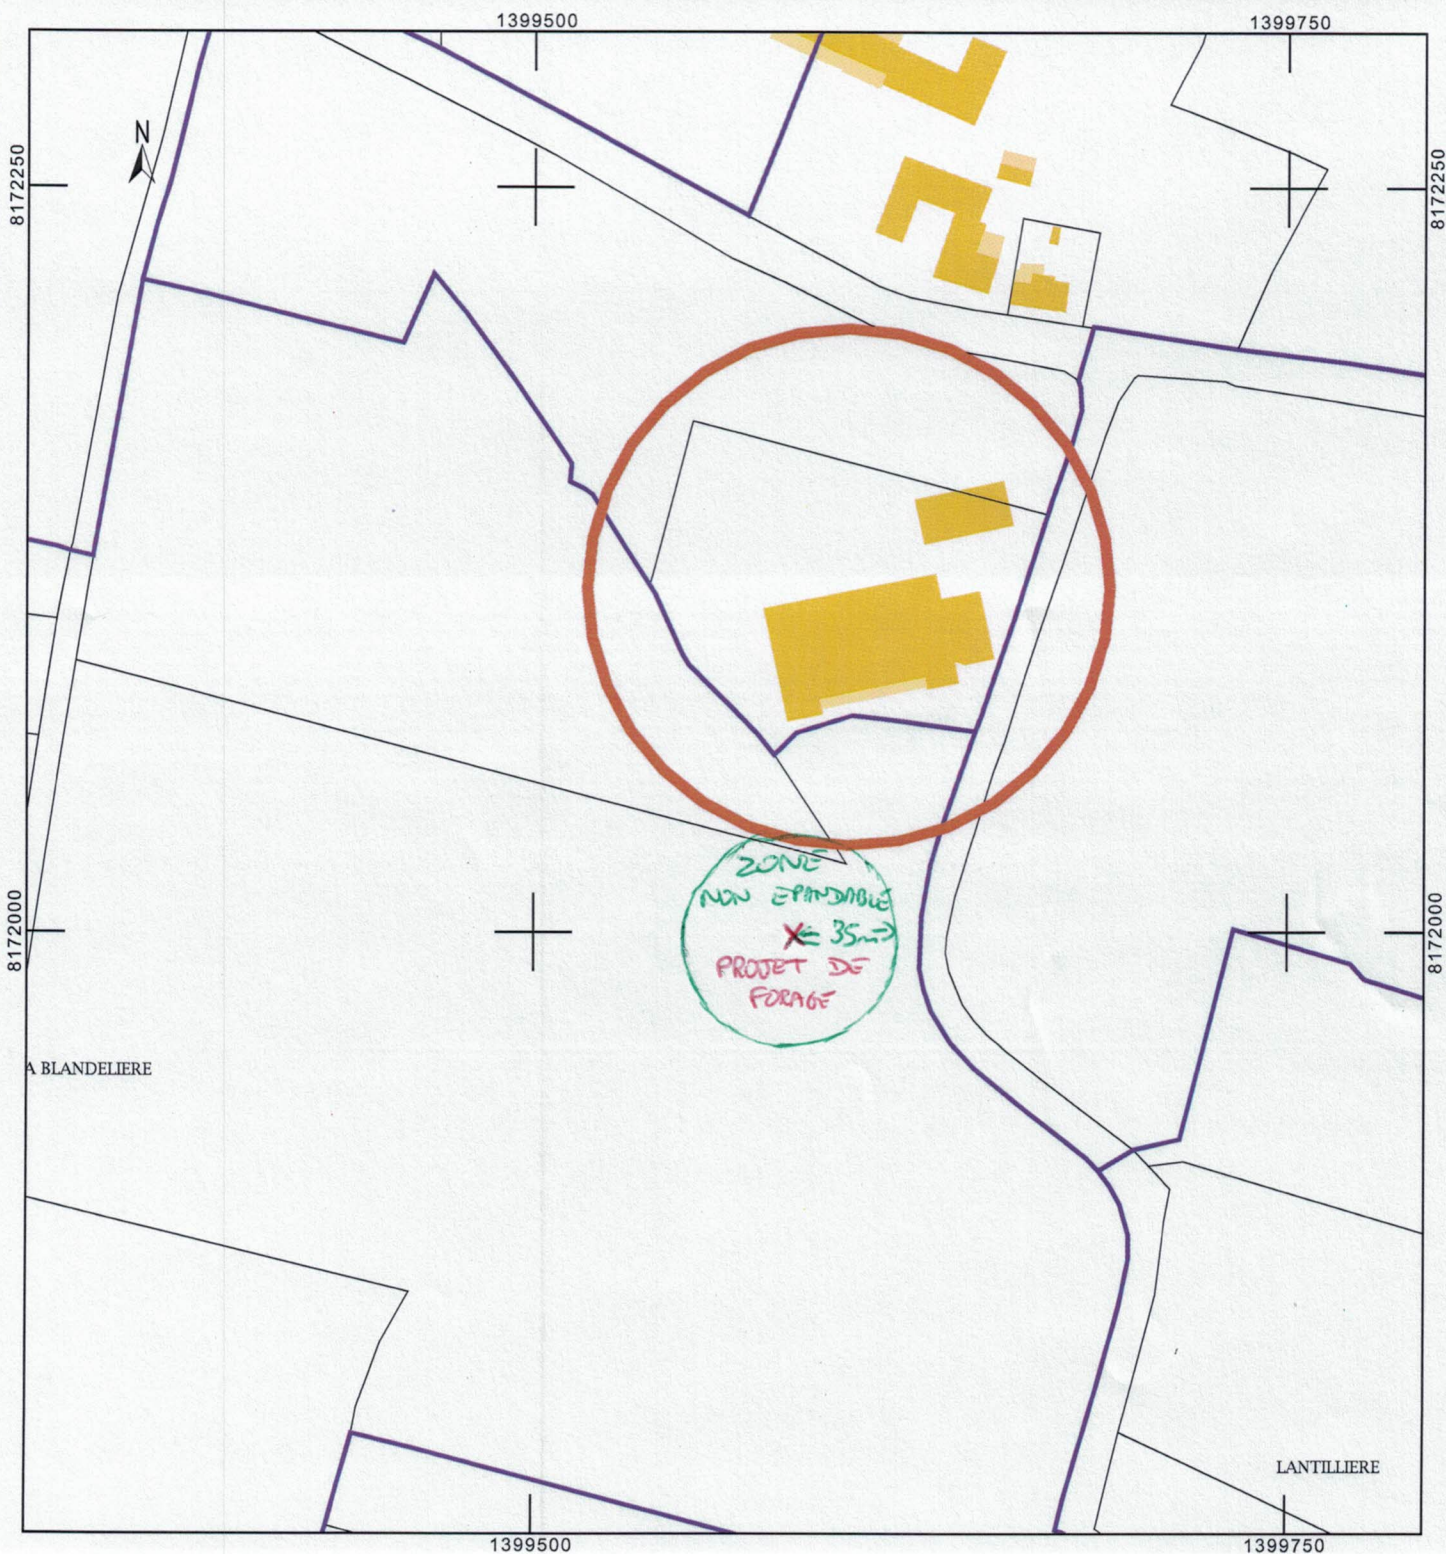 1399500
1399750
N
8172250
8172250
ZONE
NON EPANDABLE
X <= 35m =>
PROJET DE
FORAGE
8172000
8172000
A BLANDELIERE
LANTILLIERE
1399500
1399750